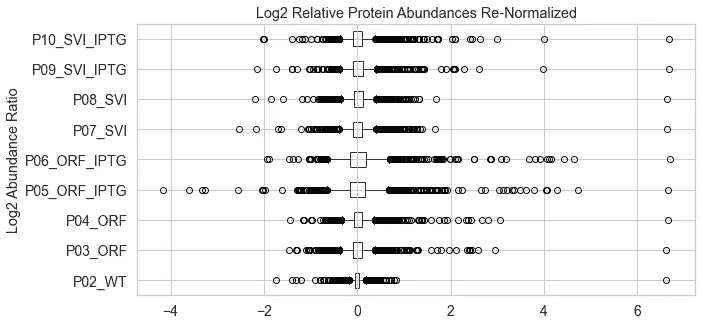 Log2 Relative Protein Abundances Re-Normalized
P10_SVI_IPTG
P09_SVI_IPTG
P08_SVI
P07_SVI
P06_ORF_IPTG
P05_ORF_IPTG
P04_ORF
P03_ORF
P02_WT
Log2 Abundance Ratio
−4 −2 0 2 4 6